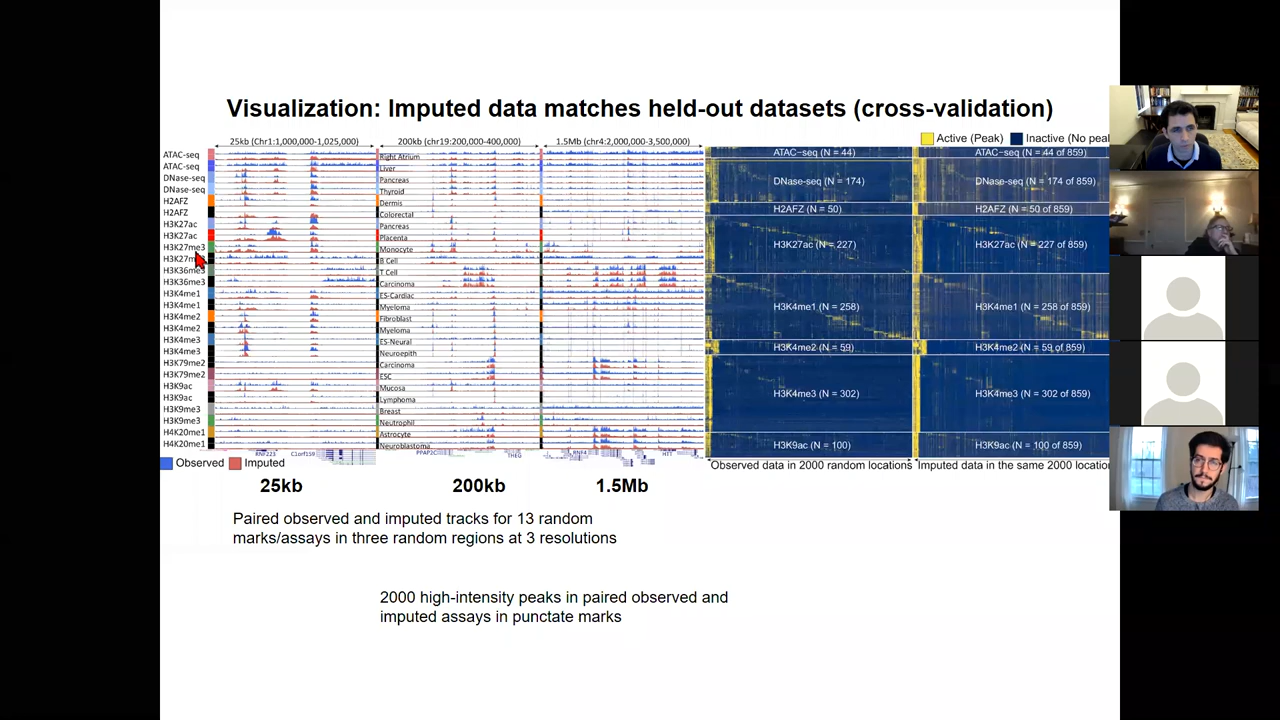 Visualization: Imputed data matches held-out datasets (cross-validation)
Active (Peak) Inactive (No peal
25kb (Chr1:1,000,000-1,025,000) 200kb (chr19:200,000-400,000) 1.5Mb (chr4:2,000,000-3,500,000)
ATAC-seq
ATAC-seq
DNase-seq
DNase-seq
H2AFZ
H2AFZ
H3K27ac
H3K27ac
H3K27me3
H3K27m
H3K36me3
H3K36me3
H3K4me1
H3K4me1
H3K4me2
H3K4me2
H3K4me3
H3K4me3
H3K79me2
H3K79me2
H3K9ac
H3K9ac
H3K9me3
H3K9me3
H4K20me1
H4K20me1
Right Atrium
Liver
Pancreas
Thyroid
Dermis
Colorectal
Pancreas
Placenta
Monocyte
B Cell
T Cell
Carcinoma
ES-Cardiac
Myeloma
Fibroblast
Myeloma
ES-Neural
Neuroepith
Carcinoma
ESC
Mucosa
Lymphoma
Breast
Neutrophil
Astrocyte
Neuroblastoma
ATAC-seq (N = 44)
DNase-seq (N = 174)
H2AFZ (N = 50)
H3K27ac (N = 227)
H3K4me1 (N = 258)
H3K4me2 (N = 59)
H3K4me3 (N = 302)
H3K9ac (N = 100)
ATAC-seq (N = 44 of 859)
DNase-seq (N = 174 of 859)
H2AFZ (N = 50 of 859)
H3K27ac (N = 227 of 859)
H3K4me1 (N = 258 of 859)
H3K4me2 (N = 59 of 859)
H3K4me3 (N = 302 of 859)
H3K9ac (N = 100 of 859)
RNF223 C1orf159 PPAP2C THEG RNF4 HTT
Observed Imputed
Observed data in 2000 random locations Imputed data in the same 2000 location
25kb 200kb 1.5Mb
Paired observed and imputed tracks for 13 random
marks/assays in three random regions at 3 resolutions
2000 high-intensity peaks in paired observed and
imputed assays in punctate marks